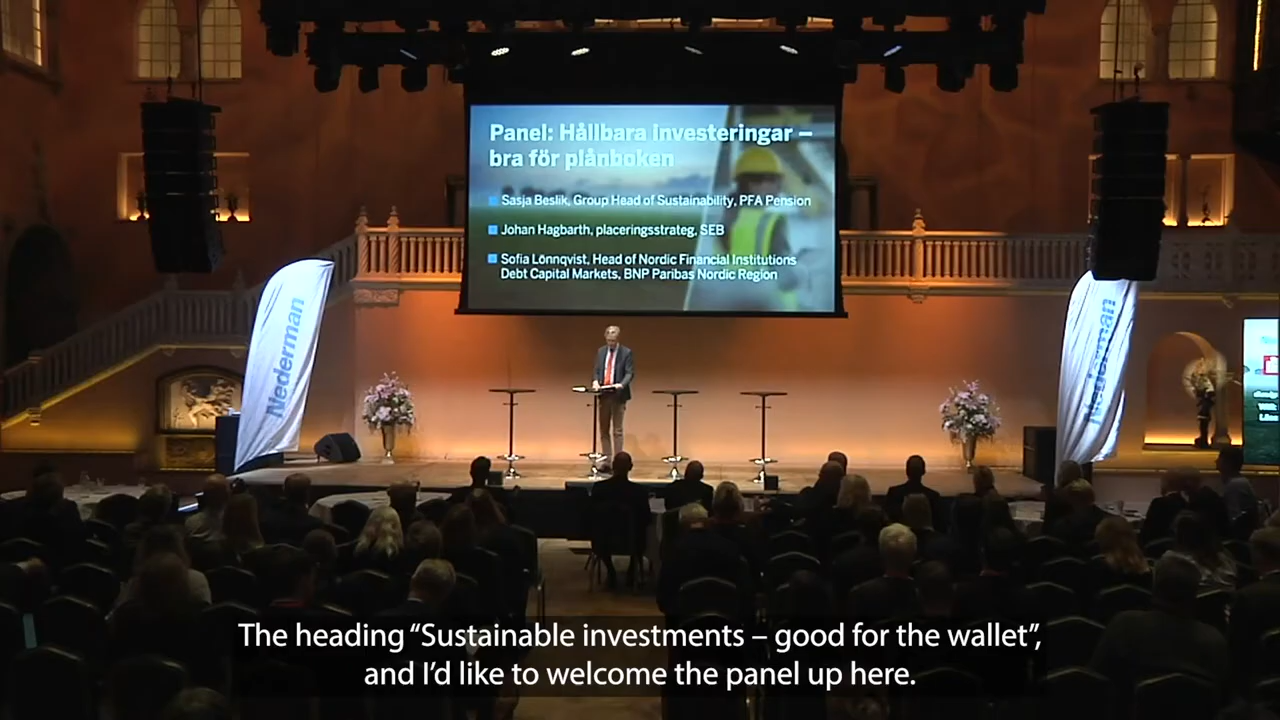 Panel: Hållbara investeringar –
bra för plånboken
Sasja Beslik, Group Head of Sustainability, PFA Pension
Johan Hagbarth, placeringsstrateg, SEB
Sofia Lönnqvist, Head of Nordic Financial Institutions
Debt Capital Markets, BNP Paribas Nordic Region
Nederman
Nederman
The heading “Sustainable investments – good for the wallet”,
and I’d like to welcome the panel up here.